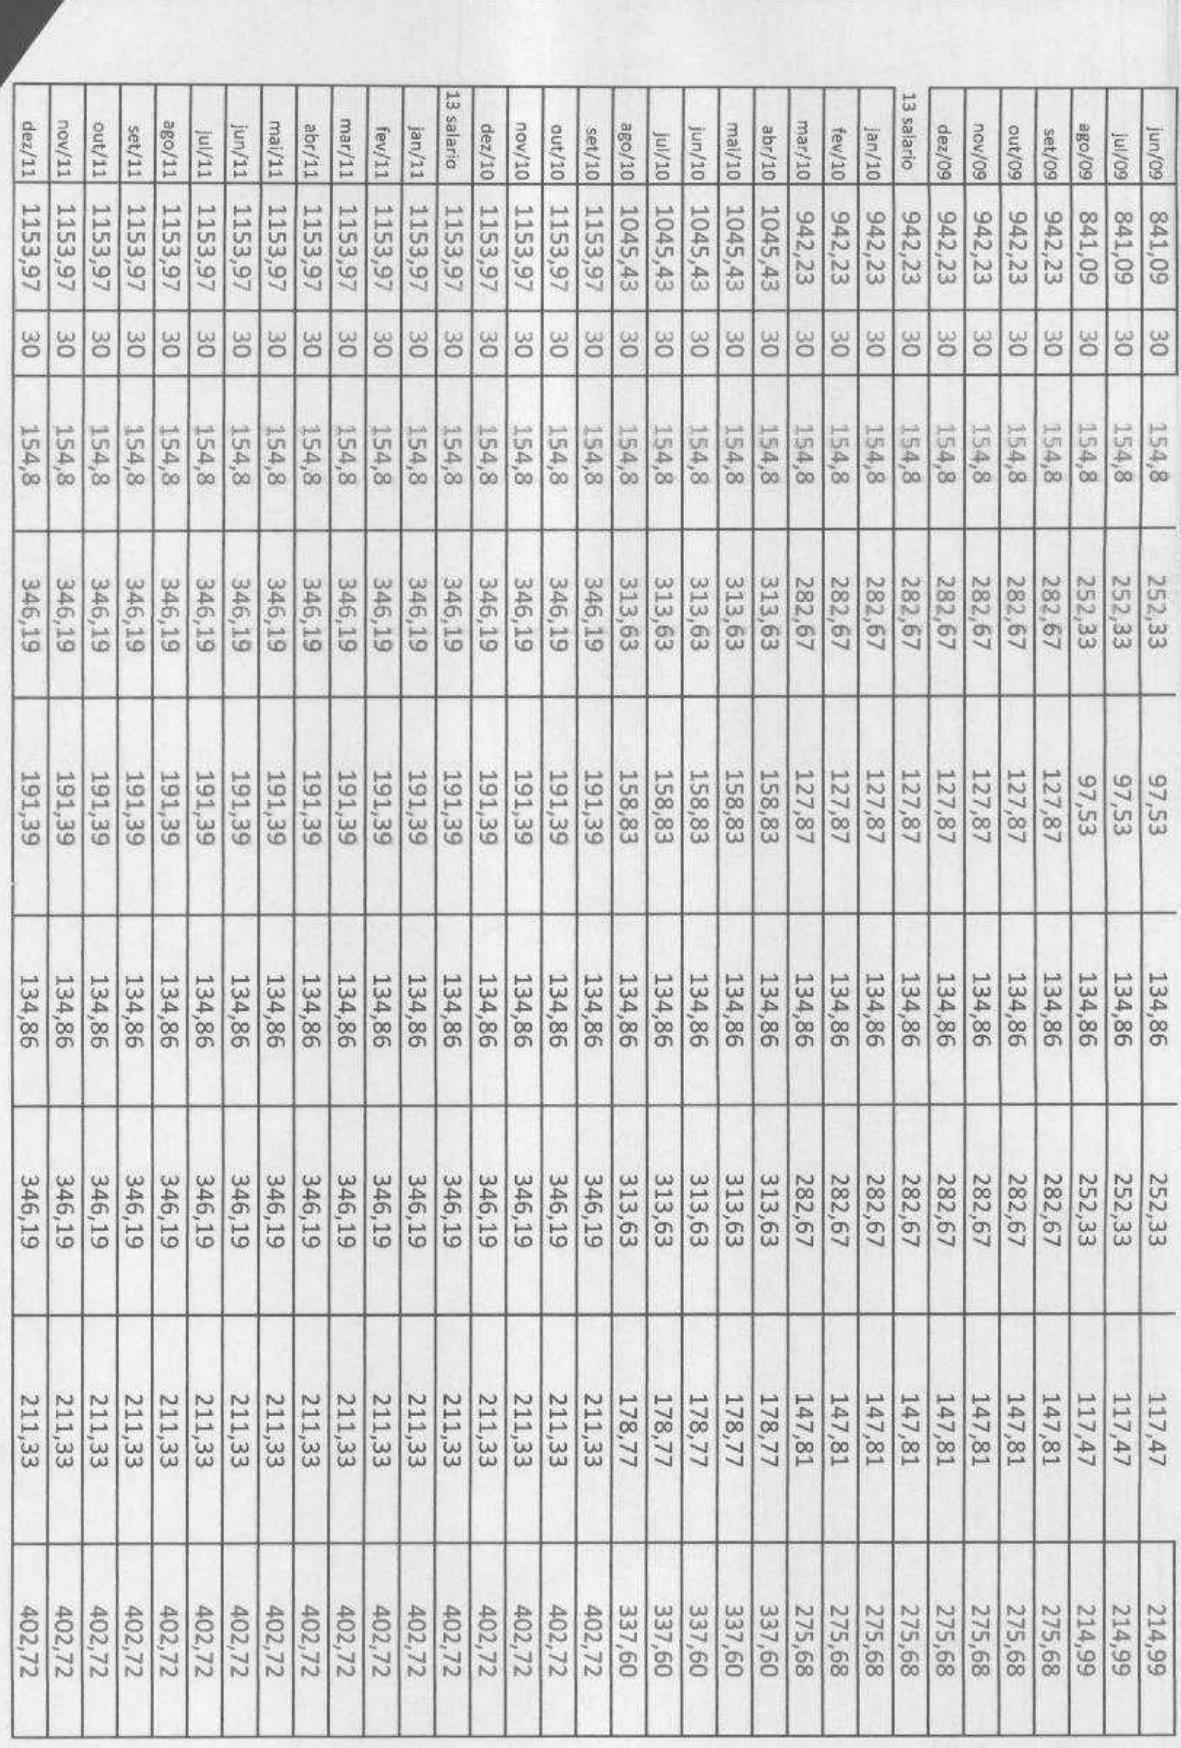 jun/09 841,09 30 154,8 252,33 97,53 134,86 252,33 117,47 214,99
jul/09 841,09 30 154,8 252,33 97,53 134,86 252,33 117,47 214,99
ago/09 841,09 30 154,8 252,33 97,53 134,86 252,33 117,47 214,99
set/09 942,23 30 154,8 282,67 127,87 134,86 282,67 147,81 275,68
out/09 942,23 30 154,8 282,67 127,87 134,86 282,67 147,81 275,68
nov/09 942,23 30 154,8 282,67 127,87 134,86 282,67 147,81 275,68
dez/09 942,23 30 154,8 282,67 127,87 134,86 282,67 147,81 275,68
13 salario 942,23 30 154,8 282,67 127,87 134,86 282,67 147,81 275,68
jan/10 942,23 30 154,8 282,67 127,87 134,86 282,67 147,81 275,68
fev/10 942,23 30 154,8 282,67 127,87 134,86 282,67 147,81 275,68
mar/10 942,23 30 154,8 282,67 127,87 134,86 282,67 147,81 275,68
abr/10 1045,43 30 154,8 313,63 158,83 134,86 313,63 178,77 337,60
mai/10 1045,43 30 154,8 313,63 158,83 134,86 313,63 178,77 337,60
jun/10 1045,43 30 154,8 313,63 158,83 134,86 313,63 178,77 337,60
jul/10 1045,43 30 154,8 313,63 158,83 134,86 313,63 178,77 337,60
ago/10 1045,43 30 154,8 313,63 158,83 134,86 313,63 178,77 337,60
set/10 1153,97 30 154,8 346,19 191,39 134,86 346,19 211,33 402,72
out/10 1153,97 30 154,8 346,19 191,39 134,86 346,19 211,33 402,72
nov/10 1153,97 30 154,8 346,19 191,39 134,86 346,19 211,33 402,72
dez/10 1153,97 30 154,8 346,19 191,39 134,86 346,19 211,33 402,72
13 salario 1153,97 30 154,8 346,19 191,39 134,86 346,19 211,33 402,72
jan/11 1153,97 30 154,8 346,19 191,39 134,86 346,19 211,33 402,72
fev/11 1153,97 30 154,8 346,19 191,39 134,86 346,19 211,33 402,72
mar/11 1153,97 30 154,8 346,19 191,39 134,86 346,19 211,33 402,72
abr/11 1153,97 30 154,8 346,19 191,39 134,86 346,19 211,33 402,72
mai/11 1153,97 30 154,8 346,19 191,39 134,86 346,19 211,33 402,72
jun/11 1153,97 30 154,8 346,19 191,39 134,86 346,19 211,33 402,72
jul/11 1153,97 30 154,8 346,19 191,39 134,86 346,19 211,33 402,72
ago/11 1153,97 30 154,8 346,19 191,39 134,86 346,19 211,33 402,72
set/11 1153,97 30 154,8 346,19 191,39 134,86 346,19 211,33 402,72
out/11 1153,97 30 154,8 346,19 191,39 134,86 346,19 211,33 402,72
nov/11 1153,97 30 154,8 346,19 191,39 134,86 346,19 211,33 402,72
dez/11 1153,97 30 154,8 346,19 191,39 134,86 346,19 211,33 402,72